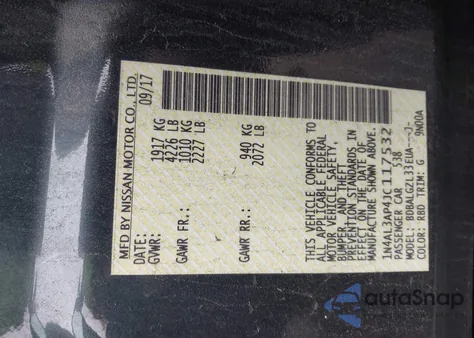 MFD BY NISSAN MOTOR CO., LTD.
DATE: 09/17
GVWR: 1917 KG
4226 LB
GAWR FR.: 1010 KG
2227 LB
GAWR RR.: 940 KG
2072 LB
THIS VEHICLE CONFORMS TO
ALL APPLICABLE FEDERAL
MOTOR VEHICLE SAFETY,
BUMPER, AND THEFT
PREVENTION STANDARDS IN
EFFECT ON THE DATE OF
MANUFACTURE SHOWN ABOVE.
1N4AL3AP4JC117532
PASSENGER CAR 538
MODEL: BDBALGZL33EUA---J-
COLOR: RBD TRIM: G 9N00A
autoSnap